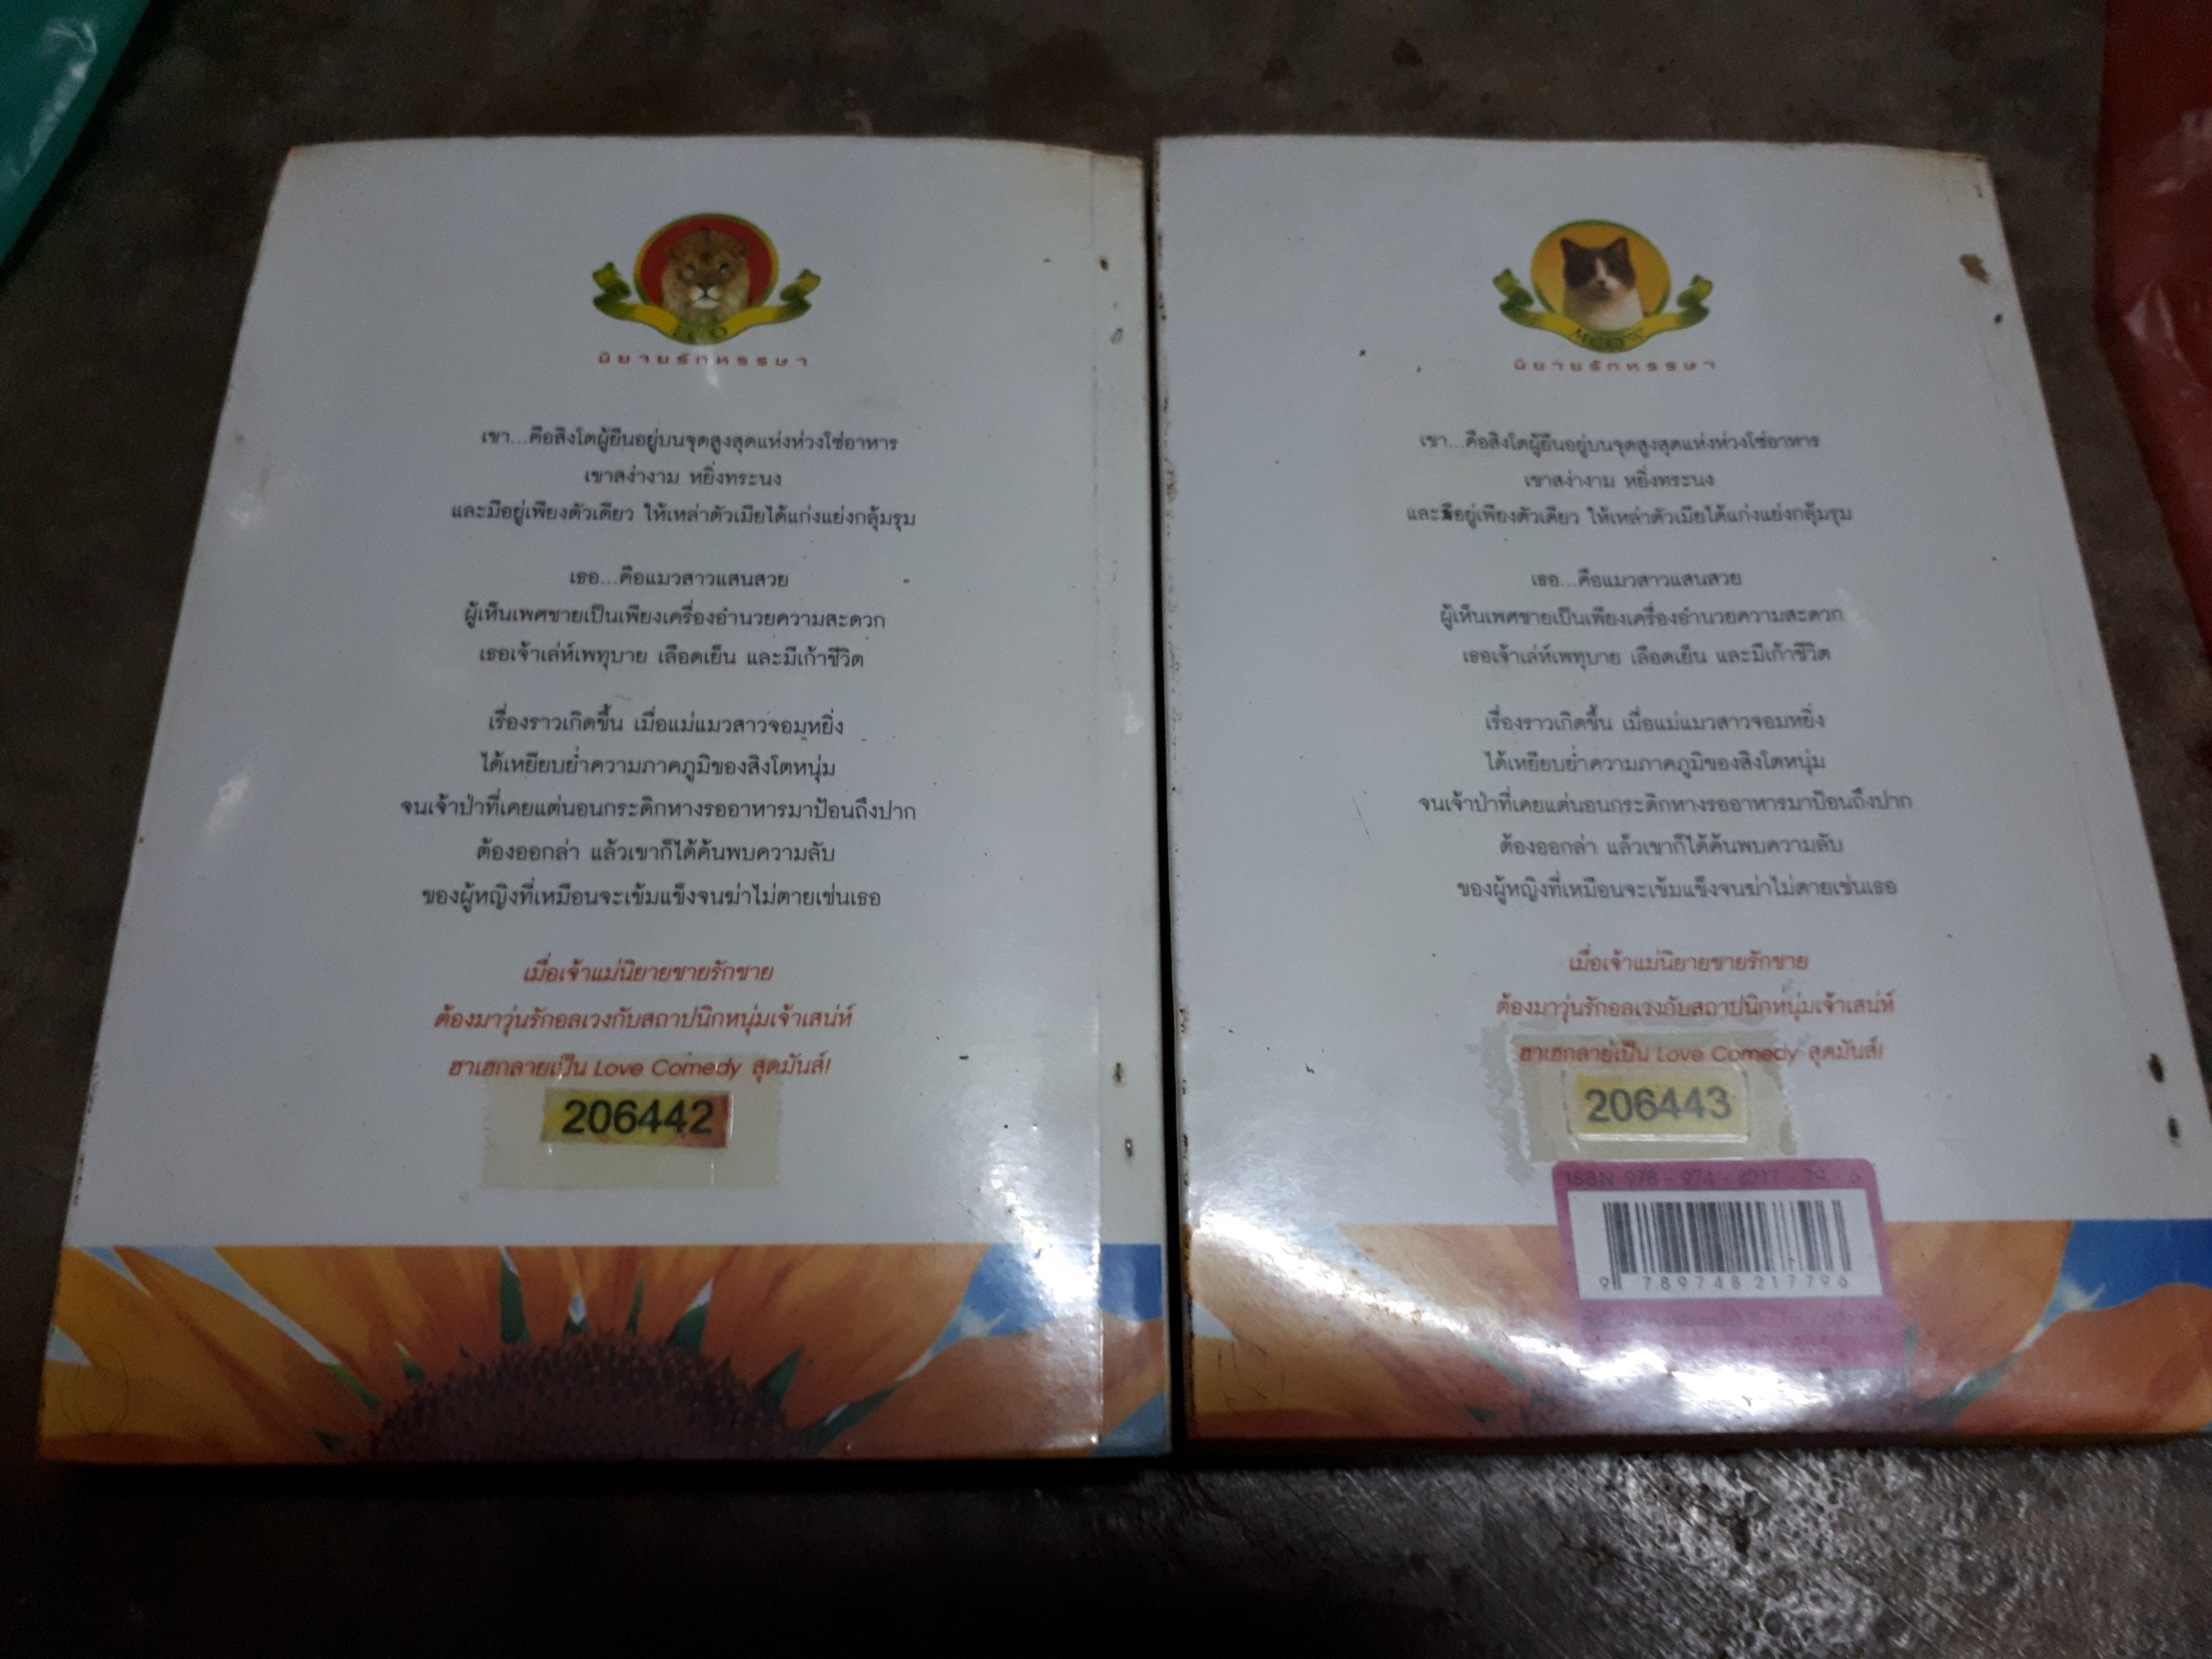 นิยายรักหรรษา
เขา...คือสิงโตผู้ยืนอยู่บนจุดสูงสุดแห่งห่วงโซ่อาหาร
เขาสง่างาม หยิ่งทระนง
และมีอยู่เพียงตัวเดียว ให้เหล่าตัวเมียได้แก่งแย่งกลุ้มรุม
เธอ...คือแมวสาวแสนสวย
ผู้เห็นเพศชายเป็นเพียงเครื่องอำนวยความสะดวก
เธอเจ้าเล่ห์เพทุบาย เลือดเย็น และมีเก้าชีวิต
เรื่องราวเกิดขึ้น เมื่อแม่แมวสาวจอมหยิ่ง
ได้เหยียบย่ำความภาคภูมิของสิงโตหนุ่ม
จนเจ้าป่าที่เคยแต่นอนกระดิกหางรออาหารมาป้อนถึงปาก
ต้องออกล่า แล้วเขาก็ได้ค้นพบความลับ
ของผู้หญิงที่เหมือนจะเข้มแข็งจนฆ่าไม่ตายเช่นเธอ
เมื่อเจ้าแม่นิยายชายรักชาย
ต้องมาวุ่นรักอลเวงกับสถาปนิกหนุ่มเจ้าเสน่ห์
ฮาเฮกลายเป็น Love Comedy สุดมันส์!
206442
MEOW
นิยายรักหรรษา
เขา...คือสิงโตผู้ยืนอยู่บนจุดสูงสุดแห่งห่วงโซ่อาหาร
เขาสง่างาม หยิ่งทระนง
และมีอยู่เพียงตัวเดียว ให้เหล่าตัวเมียได้แก่งแย่งกลุ้มรุม
เธอ...คือแมวสาวแสนสวย
ผู้เห็นเพศชายเป็นเพียงเครื่องอำนวยความสะดวก
เธอเจ้าเล่ห์เพทุบาย เลือดเย็น และมีเก้าชีวิต
เรื่องราวเกิดขึ้น เมื่อแม่แมวสาวจอมหยิ่ง
ได้เหยียบย่ำความภาคภูมิของสิงโตหนุ่ม
จนเจ้าป่าที่เคยแต่นอนกระดิกหางรออาหารมาป้อนถึงปาก
ต้องออกล่า แล้วเขาก็ได้ค้นพบความลับ
ของผู้หญิงที่เหมือนจะเข้มแข็งจนฆ่าไม่ตายเช่นเธอ
เมื่อเจ้าแม่นิยายชายรักชาย
ต้องมาวุ่นรักอลเวงกับสถาปนิกหนุ่มเจ้าเสน่ห์
ฮาเฮกลายเป็น Love Comedy สุดมันส์!
206443
ISBN 978 - 974 - 8217 - 79 - 6
9 789748 217796